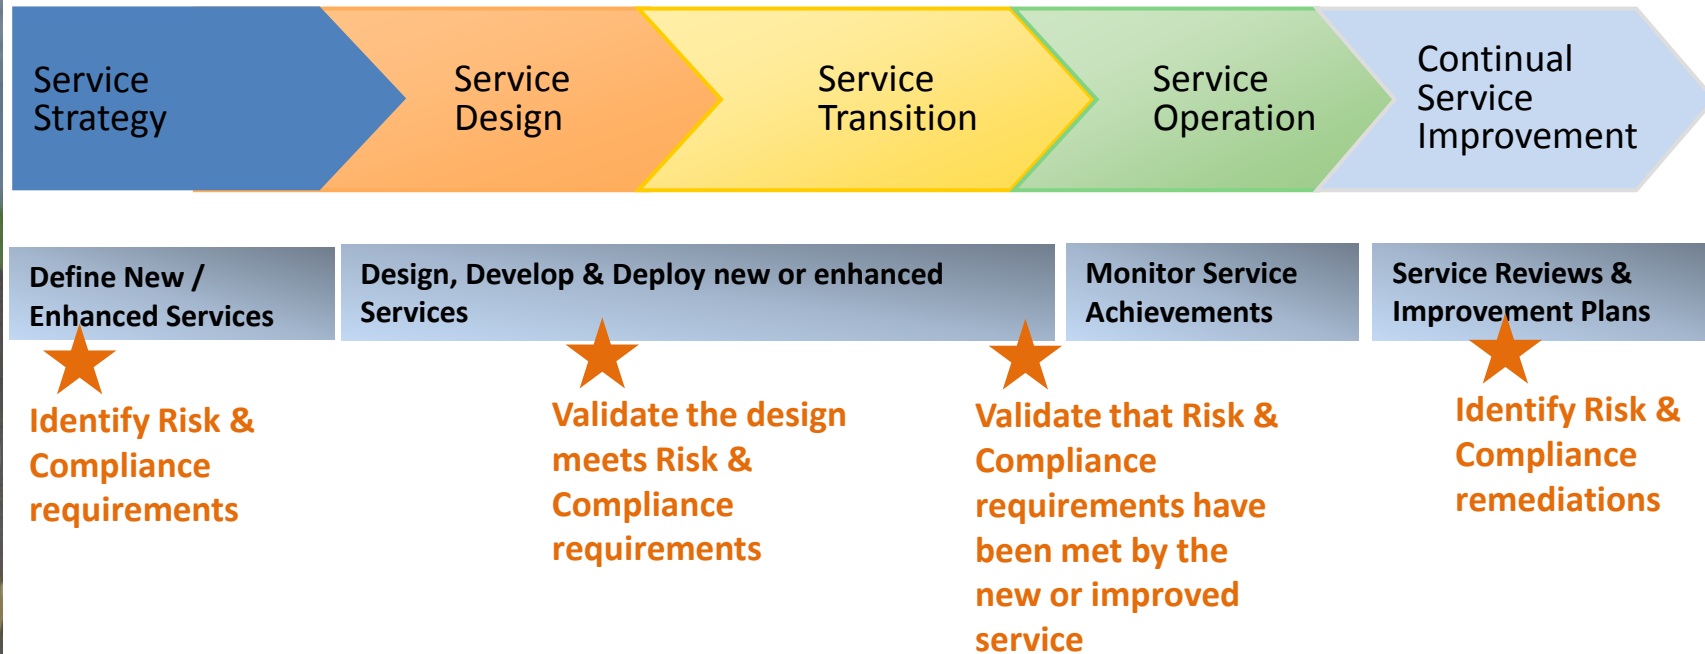 Service
Strategy
Service
Design
Service
Transition
Service
Operation
Continual
Service
Improvement
Define New /
Enhanced Services
Design, Develop & Deploy new or enhanced
Services
Monitor Service
Achievements
Service Reviews &
Improvement Plans
Identify Risk &
Compliance
requirements
Validate the design
meets Risk &
Compliance
requirements
Validate that Risk &
Compliance
requirements have
been met by the
new or improved
service
Identify Risk &
Compliance
remediations